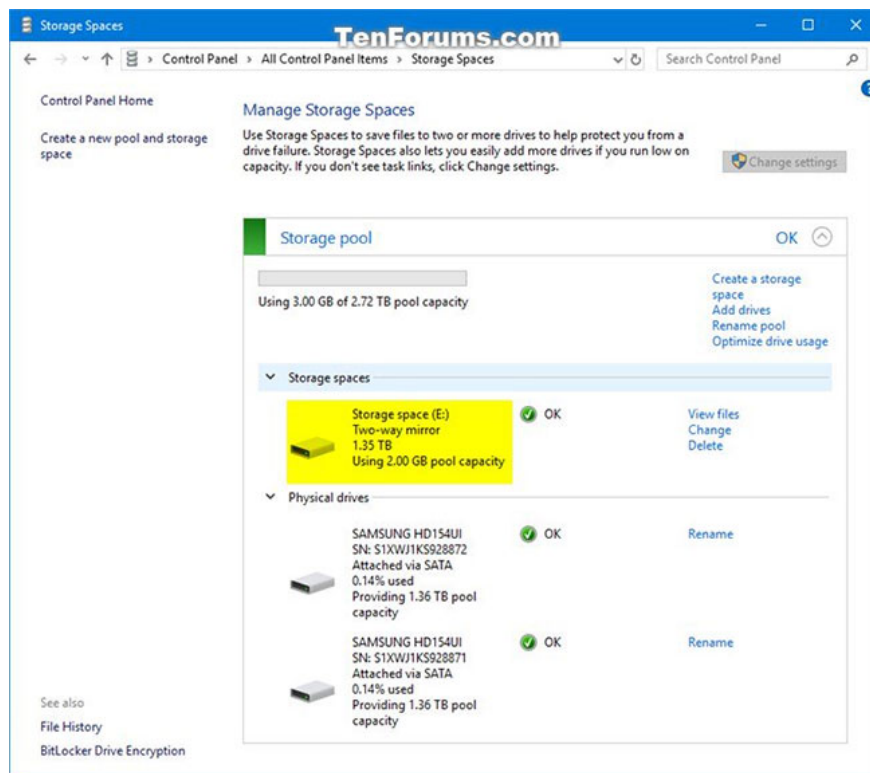 Storage Spaces
TenForums.com
Control Panel > All Control Panel Items > Storage Spaces
Search Control Panel
Control Panel Home
Create a new pool and storage
space
Manage Storage Spaces
Use Storage Spaces to save files to two or more drives to help protect you from a
drive failure. Storage Spaces also lets you easily add more drives if you run low on
capacity. If you don't see task links, click Change settings.
Change settings
Storage pool
OK
Using 3.00 GB of 2.72 TB pool capacity
Create a storage
space
Add drives
Rename pool
Optimize drive usage
Storage spaces
Storage space (E:)
Two-way mirror
1.35 TB
Using 2.00 GB pool capacity
OK
View files
Change
Delete
Physical drives
SAMSUNG HD154UI
SN: S1XWJ1KS928872
Attached via SATA
0.14% used
Providing 1.36 TB pool
capacity
OK
Rename
SAMSUNG HD154UI
SN: S1XWJ1KS928871
Attached via SATA
0.14% used
Providing 1.36 TB pool
capacity
OK
Rename
See also
File History
BitLocker Drive Encryption